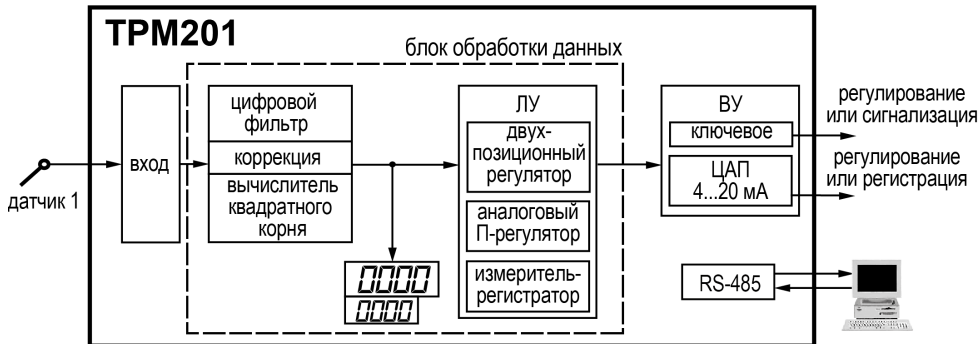 ТРМ201
блок обработки данных
датчик 1
вход
цифровой
фильтр
коррекция
вычислитель
квадратного
корня
0000
0000
ЛУ
двух-
позиционный
регулятор
аналоговый
П-регулятор
измеритель-
регистратор
ВУ
ключевое
ЦАП
4...20 мА
RS-485
регулирование
или сигнализация
регулирование
или регистрация